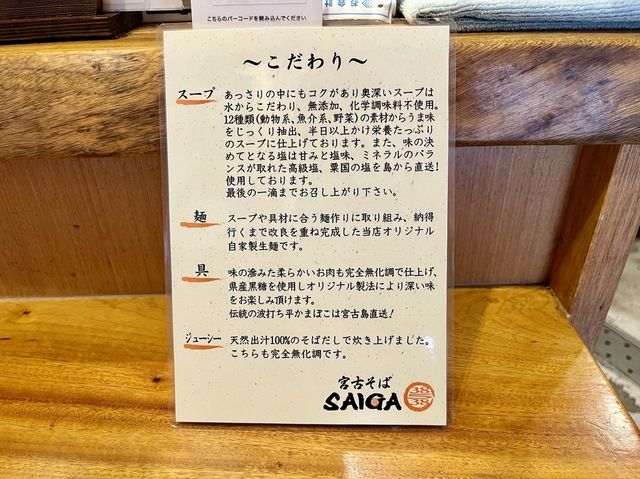 こちらのバーコードを読み込んでください
～こだわり～
スープ
あっさりの中にもコクがあり奥深いスープは
水からこだわり、無添加、化学調味料不使用。
12種類(動物系、魚介系、野菜)の素材からうま味
をじっくり抽出、半日以上かけ栄養たっぷり
のスープに仕上げております。また、味の決
めてとなる塩は甘みと塩味、ミネラルのバラ
ンスが取れた高級塩、粟国の塩を島から直送!
使用しております。
最後の一滴までお召し上がり下さい。
麺
スープや具材に合う麺作りに取り組み、納得
行くまで改良を重ね完成した当店オリジナル
自家製生麺です。
具
味の滲みた柔らかいお肉も完全無化調で仕上げ、
県産黒糖を使用しオリジナル製法により深い味
をお楽しみ頂けます。
伝統の波打ち平かまぼこは宮古島直送!
ジューシー
天然出汁100%のそばだしで炊き上げました。
こちらも完全無化調です。
宮古そば
SAIGA